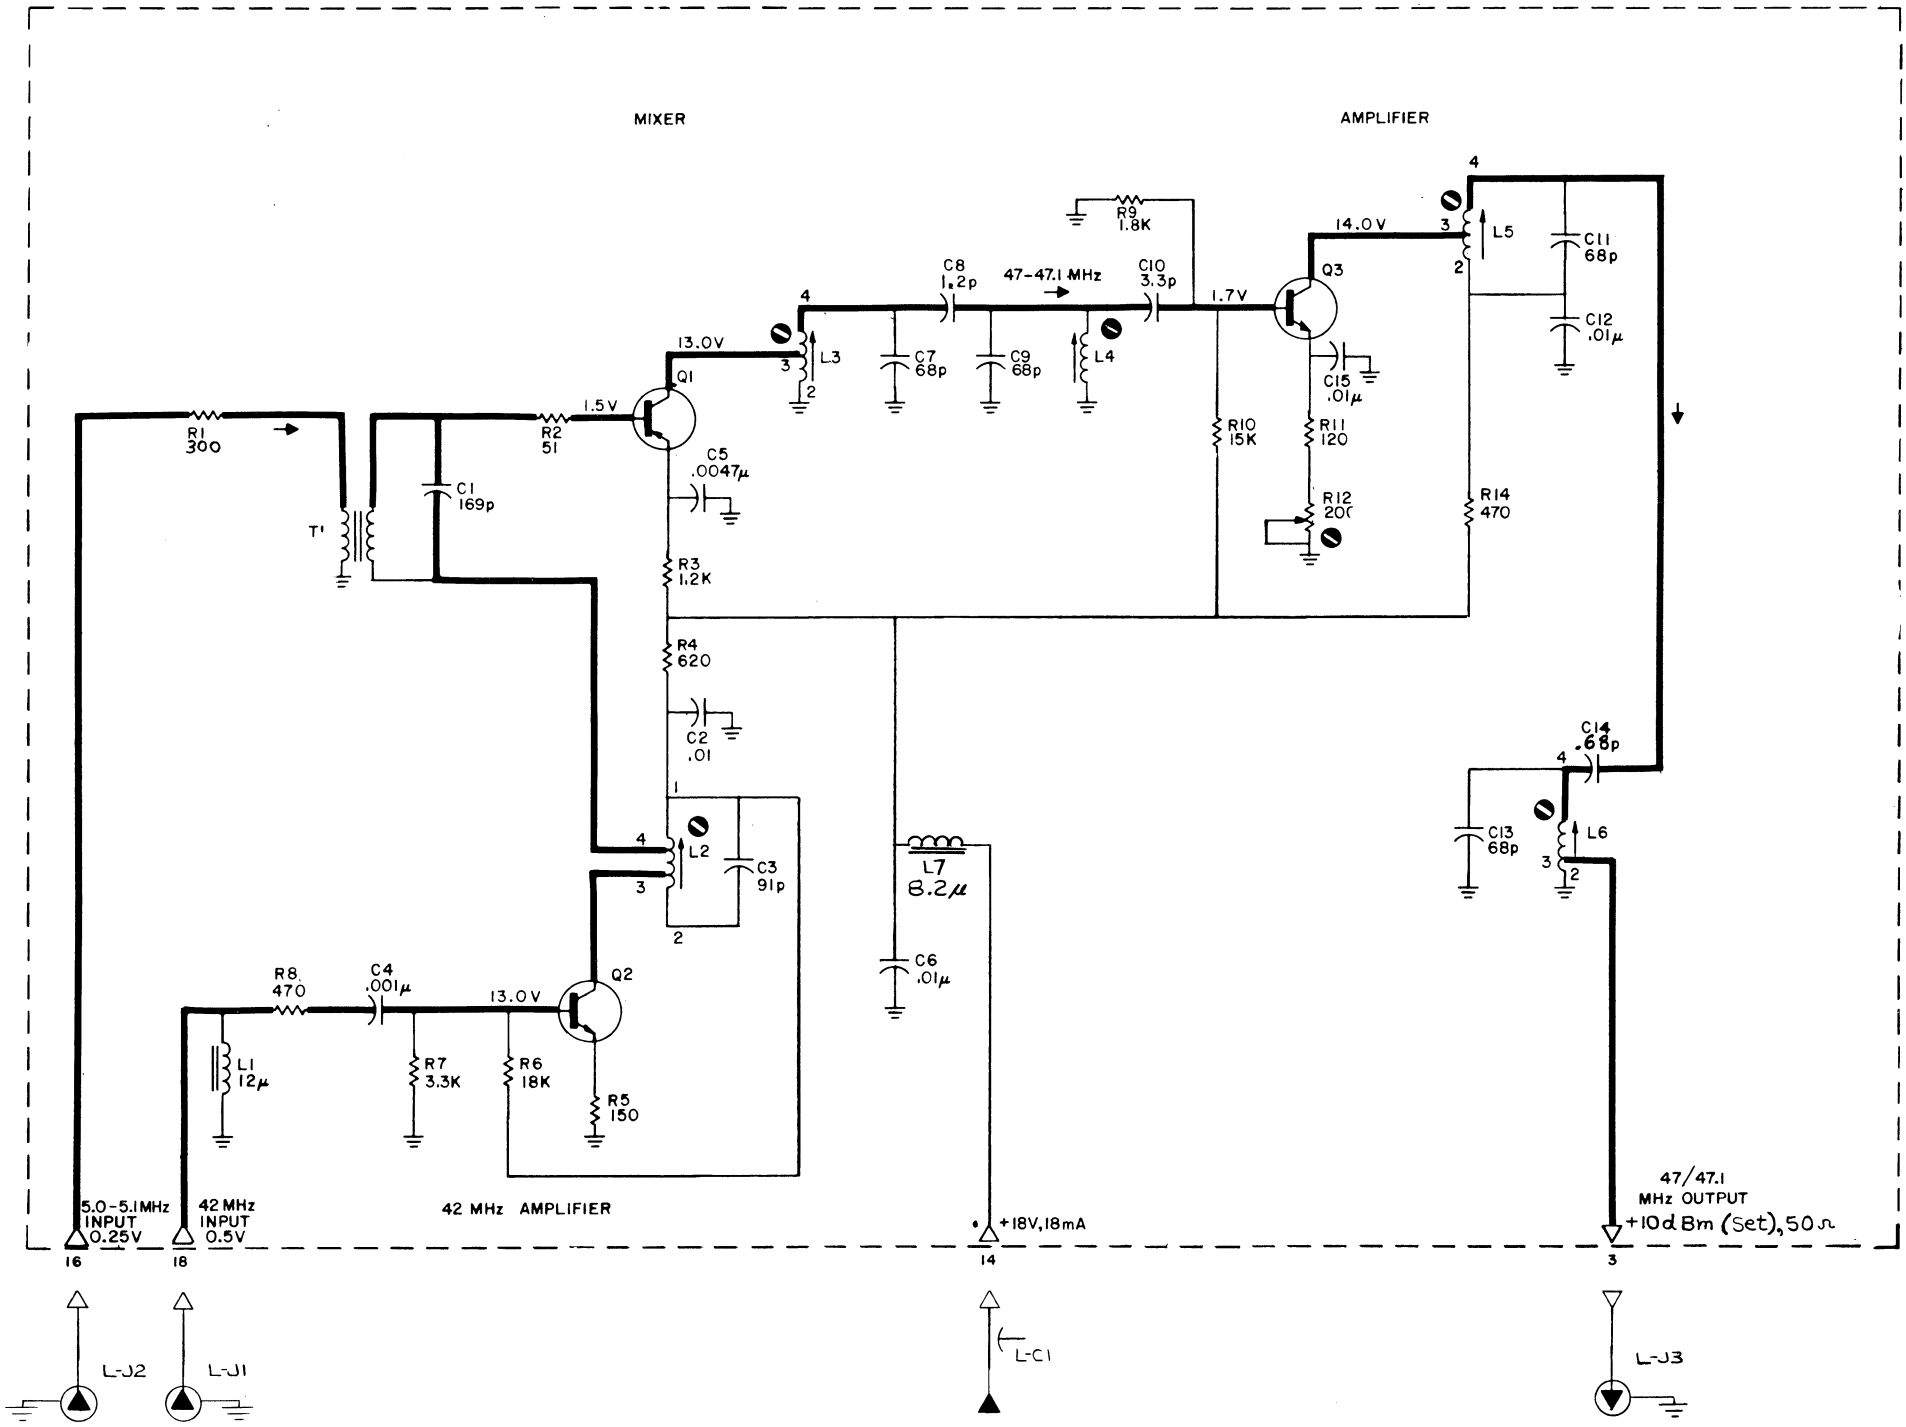 MIXER
AMPLIFIER
4
R9
1.8K
3
L5
14.0V
C11
68p
2
Q3
C8
1.2p
47-47.1 MHz
C10
3.3p
1.7V
4
C12
.01µ
13.0V
3
L3
2
C7
68p
C9
68p
L4
C15
.01µ
Q1
1.5V
R1
300
R2
51
R10
15K
R11
120
C5
.0047µ
C1
169p
R12
200
R14
470
T1
R3
1.2K
R4
620
C2
.01
C14
.68p
4
1
4
L2
3
C3
91p
2
L7
8.2µ
C13
68p
L6
3
2
R8
470
C4
.001µ
13.0V
Q2
C6
.01µ
L1
12µ
R7
3.3K
R6
18K
R5
150
5.0-5.1MHz
INPUT
0.25V
42 MHz
INPUT
0.5V
42 MHz AMPLIFIER
+18V, 18mA
47/47.1
MHz OUTPUT
+10dBm (Set), 50Ω
16
18
14
3
L-J2
L-J1
L-C1
L-J3